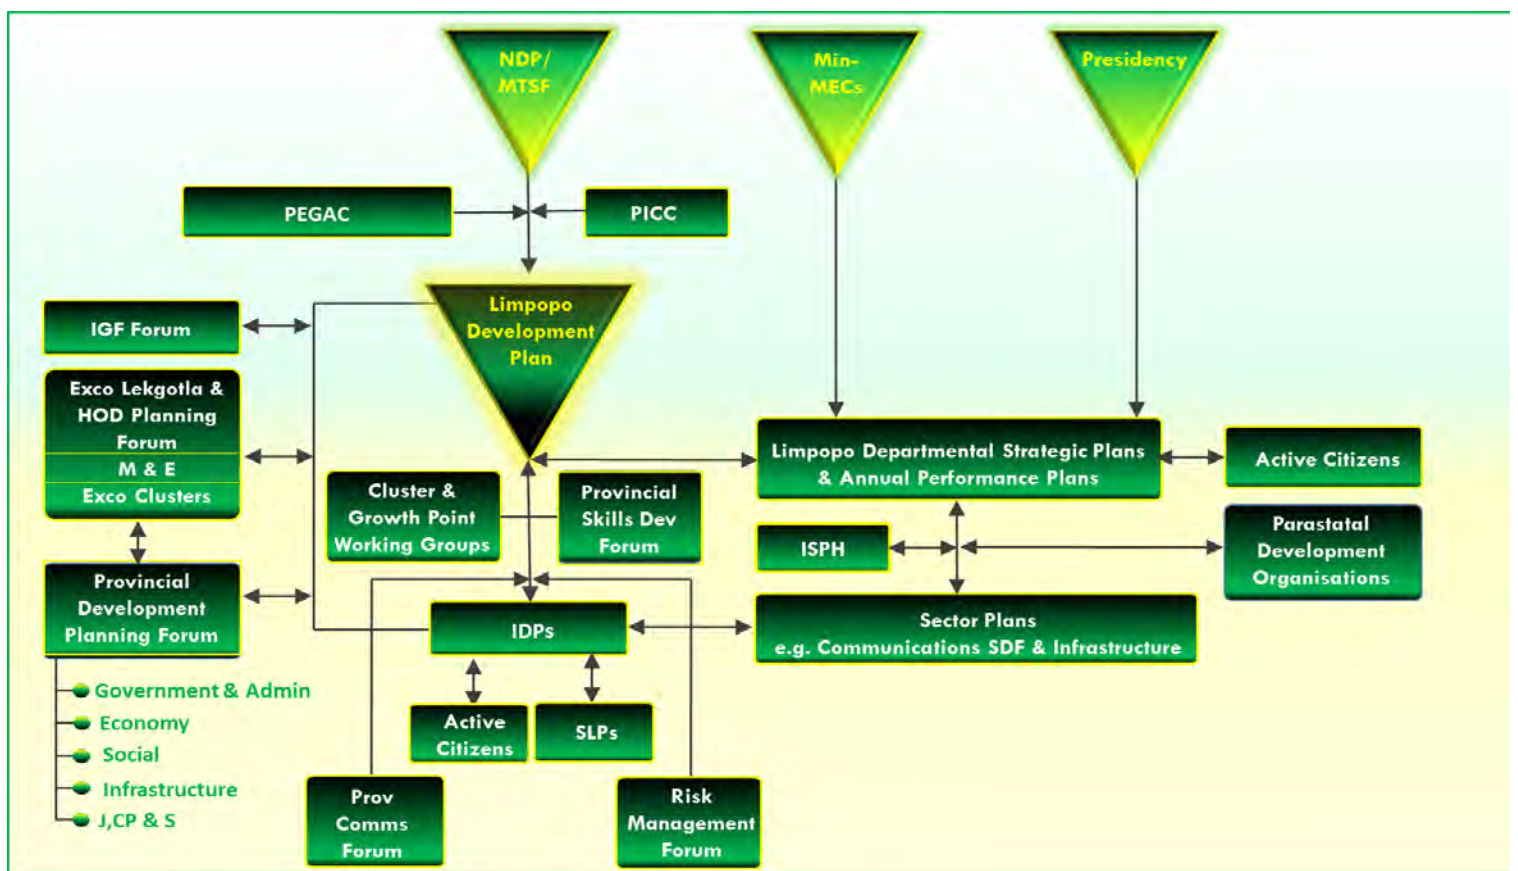 NDP/
MTSF
Min-
MECs
Presidency
PEGAC
PICC
Limpopo
Development
Plan
IGF Forum
Exco Lekgotla &
HOD Planning
Forum
M & E
Exco Clusters
Limpopo Departmental Strategic Plans
& Annual Performance Plans
Active Citizens
Cluster &
Growth Point
Working Groups
Provincial
Skills Dev
Forum
ISPH
Parastatal
Development
Organisations
Provincial
Development
Planning Forum
IDPs
Sector Plans
e.g. Communications SDF & Infrastructure
Government & Admin
Economy
Social
Infrastructure
J,CP & S
Active
Citizens
SLPs
Prov
Comms
Forum
Risk
Management
Forum